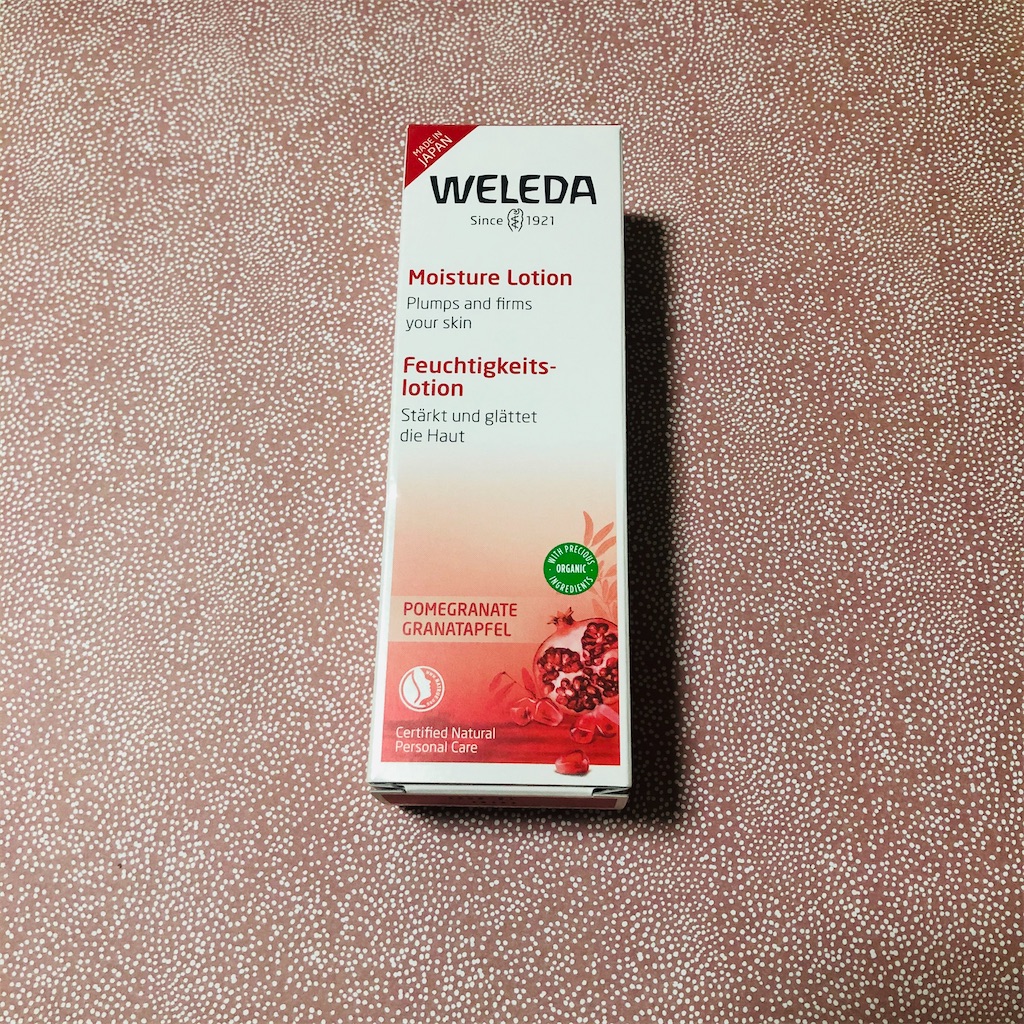 MADE IN
JAPAN
WELEDA
Since 1921
Moisture Lotion
Plumps and firms
your skin
Feuchtigkeits-
lotion
Stärkt und glättet
die Haut
WITH PRECIOUS
ORGANIC
INGREDIENTS
POMEGRANATE
GRANATAPFEL
Certified Natural
Personal Care